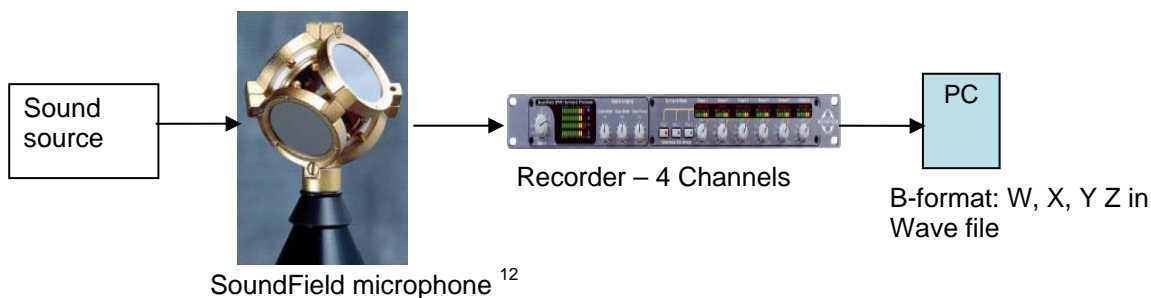 Sound
source
PC
Recorder – 4 Channels
B-format: W, X, Y Z in
Wave file
SoundField microphone 12